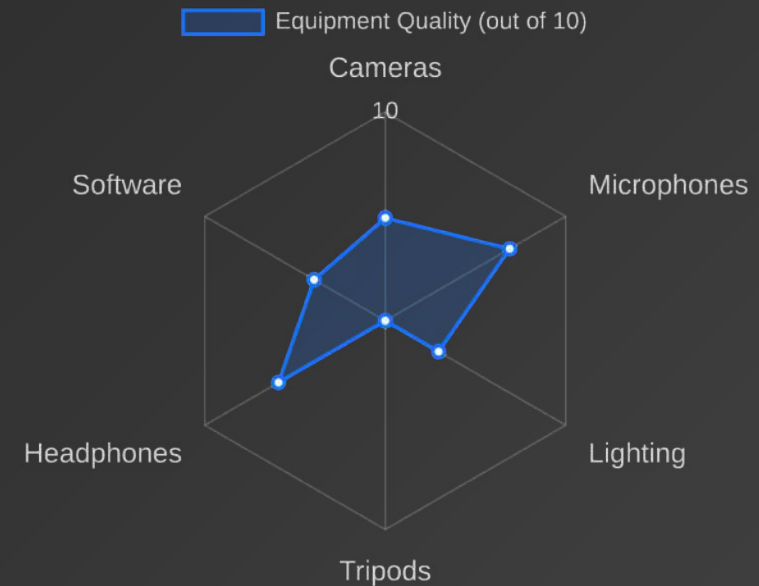 Equipment Quality (out of 10)
Cameras
10
Software
Microphones
Headphones
Lighting
Tripods